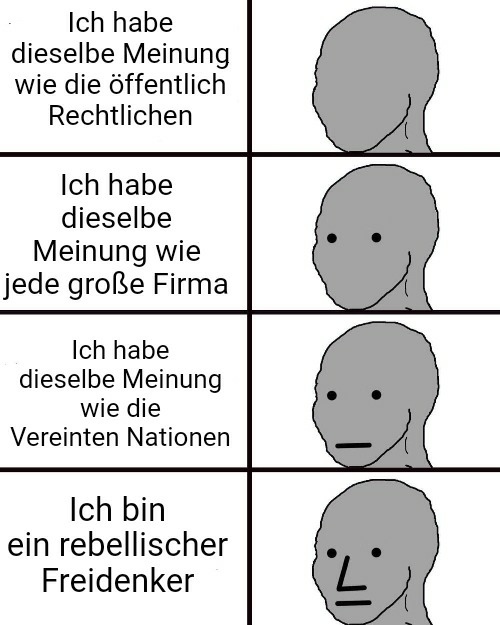 Ich habe
dieselbe Meinung
wie die öffentlich
Rechtlichen
Ich habe
dieselbe
Meinung wie
jede große Firma
Ich habe
dieselbe Meinung
wie die
Vereinten Nationen
Ich bin
ein rebellischer
Freidenker